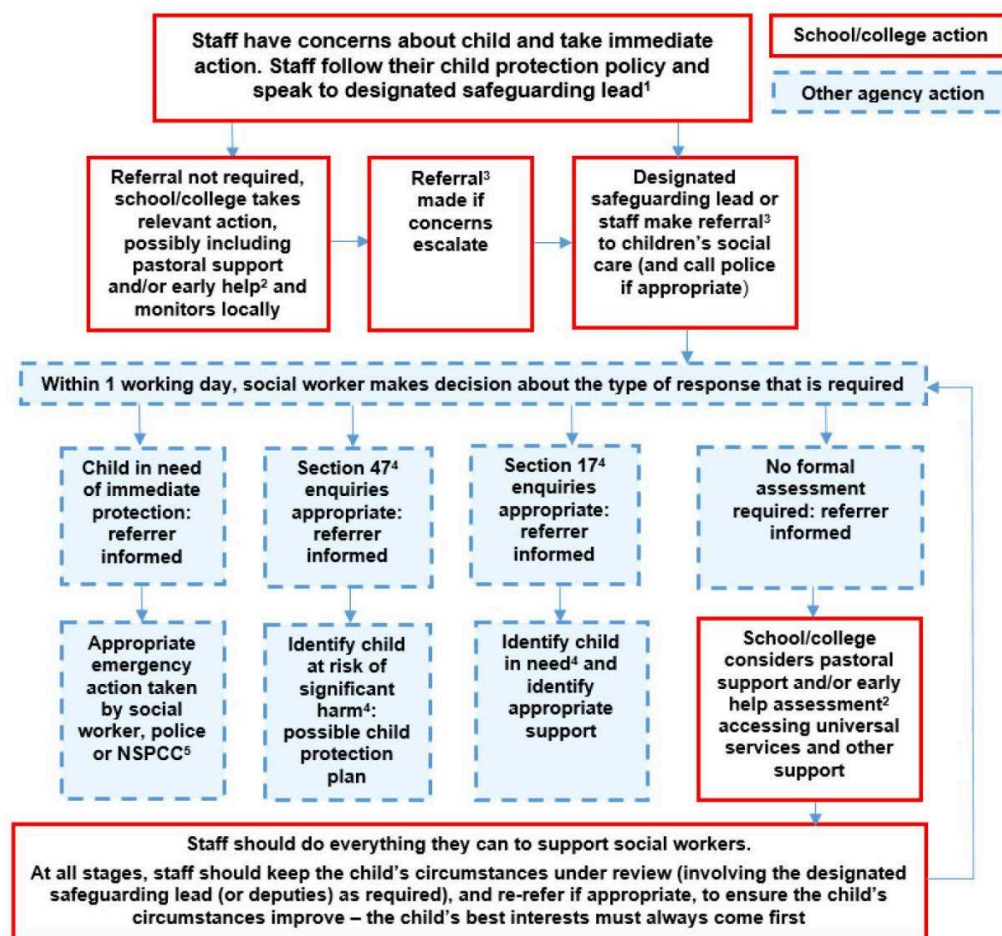 Staff have concerns about child and take immediate
action. Staff follow their child protection policy and
speak to designated safeguarding lead¹
School/college action
Other agency action
Referral not required,
school/college takes
relevant action,
possibly including
pastoral support
and/or early help² and
monitors locally
Referral³
made if
concerns
escalate
Designated
safeguarding lead or
staff make referral³
to children’s social
care (and call police
if appropriate)
Within 1 working day, social worker makes decision about the type of response that is required
Child in need
of immediate
protection:
referrer
informed
Section 47⁴
enquiries
appropriate:
referrer
informed
Section 17⁴
enquiries
appropriate:
referrer
informed
No formal
assessment
required: referrer
informed
Appropriate
emergency
action taken
by social
worker, police
or NSPCC⁵
Identify child
at risk of
significant
harm⁴:
possible child
protection
plan
Identify child
in need⁴ and
identify
appropriate
support
School/college
considers pastoral
support and/or early
help assessment²
accessing universal
services and other
support
Staff should do everything they can to support social workers.
At all stages, staff should keep the child’s circumstances under review (involving the designated
safeguarding lead (or deputies) as required), and re-refer if appropriate, to ensure the child’s
circumstances improve – the child’s best interests must always come first